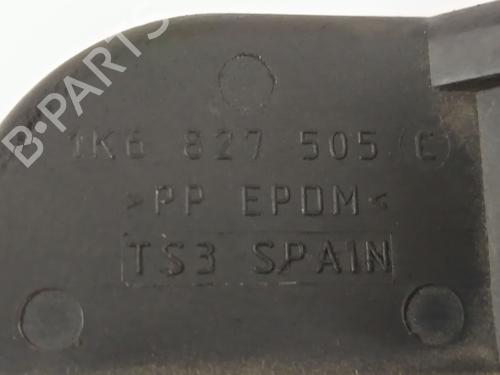 B-PARTS
1K6 827 505 (C)
>PP EPDM<
TS3 SPAIN